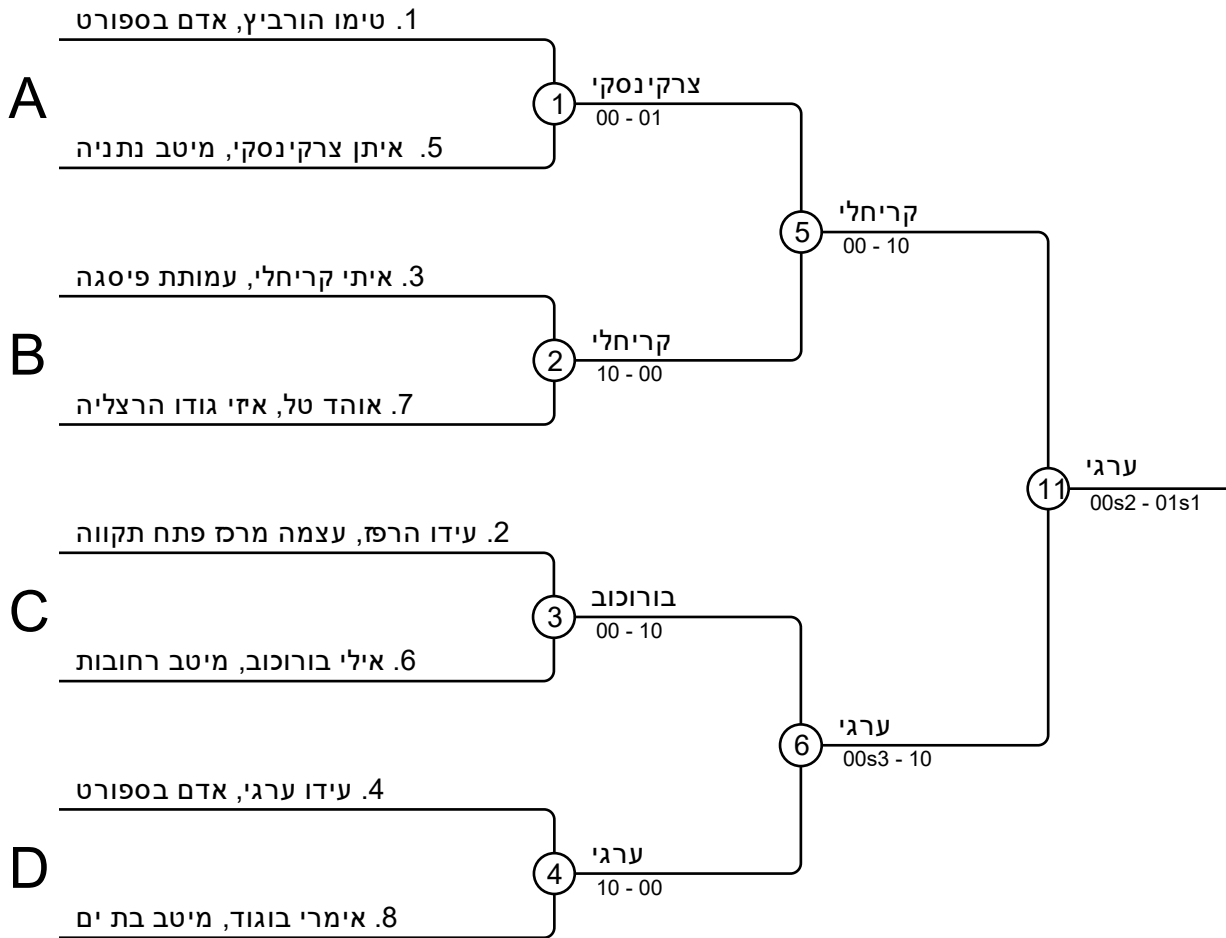 1. טימו הורביץ, אדם בספורט
A
1
צרקינסקי
00 - 01
5. איתן צרקינסקי, מיטב נתניה
5
קריחלי
00 - 10
3. איתי קריחלי, עמותת פיסגה
B
2
קריחלי
10 - 00
7. אוהד טל, איזי גודו הרצליה
11
ערגי
00s2 - 01s1
2. עידו הרפז, עצמה מרכז פתח תקווה
C
3
בורוכוב
00 - 10
6. אילי בורוכוב, מיטב רחובות
6
ערגי
00s3 - 10
4. עידו ערגי, אדם בספורט
D
4
ערגי
10 - 00
8. אימרי בוגוד, מיטב בת ים